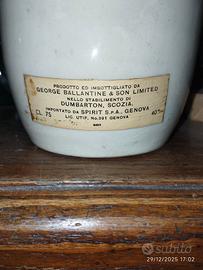 PRODOTTO ED IMBOTTIGLIATO DA
GEORGE BALLANTINE & SON LIMITED
NELLO STABILIMENTO DI
DUMBARTON, SCOZIA.
IMPORTATO DA SPIRIT S.P.A., GENOVA
CL. 75 LIC. UTIF. No.391 GENOVA 40°
subito
29/12/2025 17:02